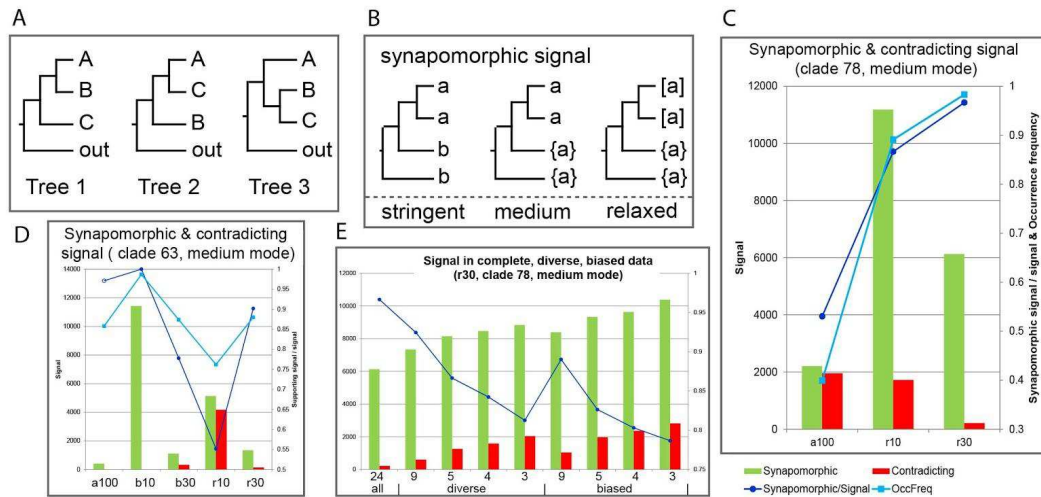 A
A
B
C
out
Tree 1
A
C
B
out
Tree 2
A
B
C
out
Tree 3
B
synapomorphic signal
a
a
b
b
stringent
a
a
{a}
{a}
medium
[a]
[a]
{a}
{a}
relaxed
C
Synapomorphic & contradicting signal
(clade 78, medium mode)
12000
10000
8000
6000
4000
2000
0
Signal
1
0.9
0.8
0.7
0.6
0.5
0.4
0.3
Synapomorphic signal / signal & Occurrence frequency
a100 r10 r30
Synapomorphic Contradicting
Synapomorphic/Signal OccFreq
D
Synapomorphic & contradicting
signal ( clade 63, medium mode)
14000
12000
10000
8000
6000
4000
2000
0
Signal
1
0.95
0.9
0.85
0.8
0.75
0.7
0.65
0.6
0.55
0.5
Supporting signal / signal
a100 b10 b30 r10 r30
E
Signal in complete, diverse, biased data
(r30, clade 78, medium mode)
12000
10000
8000
6000
4000
2000
0
1
0.95
0.9
0.85
0.8
0.75
24 9 5 4 3 9 5 4 3
all diverse biased